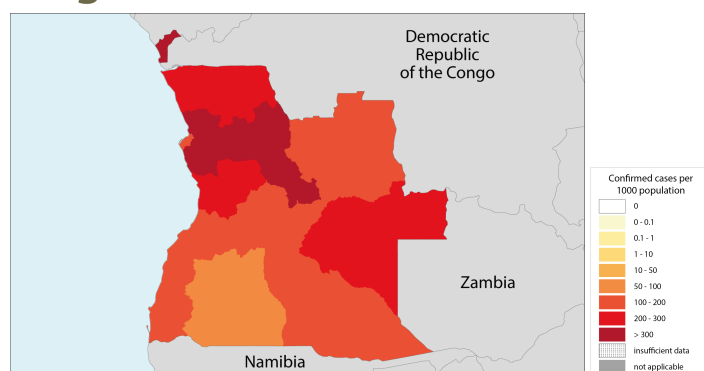 Democratic
Republic
of the Congo
Zambia
Namibia
Confirmed cases per
1000 population
0
0 - 0.1
0.1 - 1
1 - 10
10 - 50
50 - 100
100 - 200
200 - 300
> 300
insufficient data
not applicable